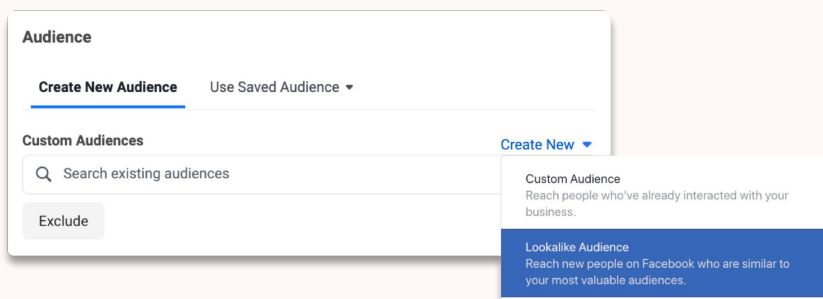 Audience
Create New Audience
Use Saved Audience
Custom Audiences
Create New
Search existing audiences
Exclude
Custom Audience
Reach people who've already interacted with your
business.
Lookalike Audience
Reach new people on Facebook who are similar to
your most valuable audiences.